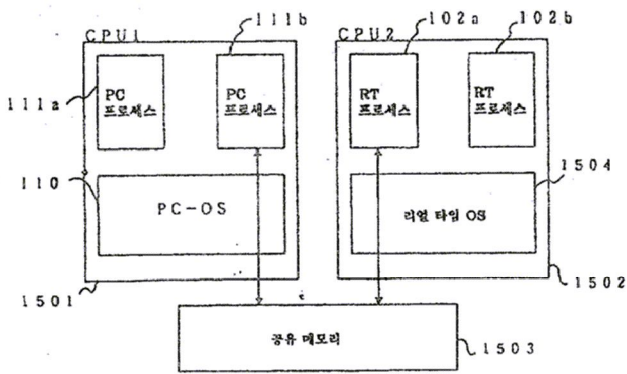 111b
102a
102b
CPU1
CPU2
111a
PC
프로세스
PC
프로세스
RT
프로세스
RT
프로세스
110
PC-OS
리얼 타임 OS
1504
1501
1502
공유 메모리
1503